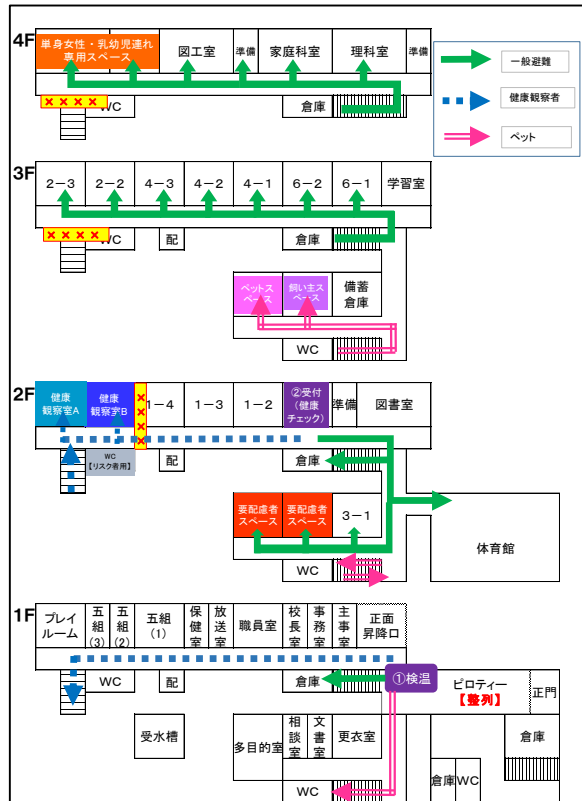 4F
単身女性・乳幼児連れ
専用スペース
図工室
準備
家庭科室
理科室
準備
WC
倉庫
××××
一般避難
健康観察者
ペット
3F
2－3
2－2
4－3
4－2
4－1
6－2
6－1
学習室
××××
WC
配
倉庫
ペットス
ペース
飼い主ス
ペース
備蓄
倉庫
WC
2F
健康
観察室A
健康
観察室B
××××
1－4
1－3
1－2
②受付
（健康
チェック）
準備
図書室
WC
【リスク者用】
配
倉庫
要配慮者
スペース
要配慮者
スペース
3－1
WC
体育館
1F
プレイ
ルーム
五組(3)
五組(2)
五組
(1)
保健室
放送室
職員室
校長室
事務室
主事室
正面
昇降口
WC
配
倉庫
①検温
ピロティー
【整列】
正門
受水槽
多目的室
相談室
文書室
更衣室
WC
倉庫
WC
倉庫